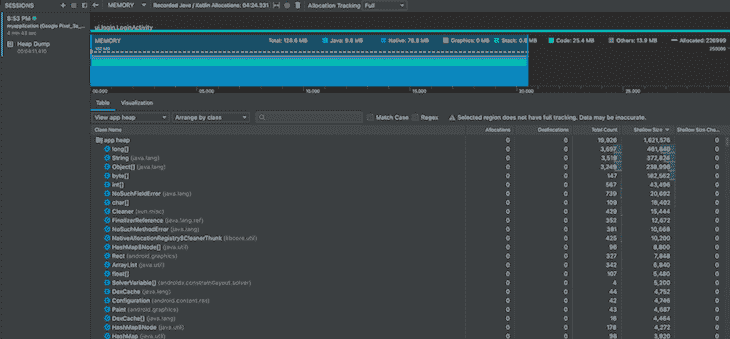 SESSIONS
MEMORY
Recorded Java / Kotlin Allocations: 04:24.331
Allocation Tracking
Full
5:53 PM
myapplication (Google Pixel_3a_...
4 min 43 sec
Heap Dump
ui.login.LoginActivity
MEMORY
Total: 128.6 MB
Java: 9.8 MB
Native: 76.8 MB
Graphics: 0 MB
Stack: 0.6 MB
Code: 25.4 MB
Others: 13.9 MB
Allocated: 226999
192 MB
250000
00.000
05.000
10.000
15.000
20.000
25.000
Table
Visualization
View app heap
Arrange by class
Match Case
Regex
Selected region does not have full tracking. Data may be inaccurate.
Class Name
Allocations
Deallocations
Total Count
Shallow Size
Shallow Size Cha...
app heap 0 0 19,926 1,621,576 0
long[] 0 0 3,697 461,840 0
String (java.lang) 0 0 3,519 372,824 0
Object[] (java.lang) 0 0 3,249 238,996 0
byte[] 0 0 147 182,562 0
int[] 0 0 567 43,496 0
NoSuchFieldError (java.lang) 0 0 739 20,692 0
char[] 0 0 109 0
Cleaner (sun.misc) 0 0 429 15,444 0
FinalizerReference (java.lang.ref) 0 0 352 12,672 0
NoSuchMethodError (java.lang) 0 0 381 10,668 0
NativeAllocationRegistry$CleanerThunk (libcore.util) 0 0 425 10,200 0
HashMap$Node[] (java.util) 0 0 96 8,800 0
Rect (android.graphics) 0 0 327 7,848 0
ArrayList (java.util) 0 0 342 6,840 0
float[] 0 0 107 5,480 0
SolverVariable[] (androidx.constraintlayout.solver) 0 0 4 5,200 0
DexCache (java.lang) 0 0 44 4,752 0
Configuration (android.content.res) 0 0 42 4,746 0
Paint (android.graphics) 0 0 43 4,687 0
DexCache[] (java.lang) 0 0 4,464 0
HashMap$Node (java.util) 0 0 178 4,272 0
HashMap (java.util) 0 0 98 3,920 0